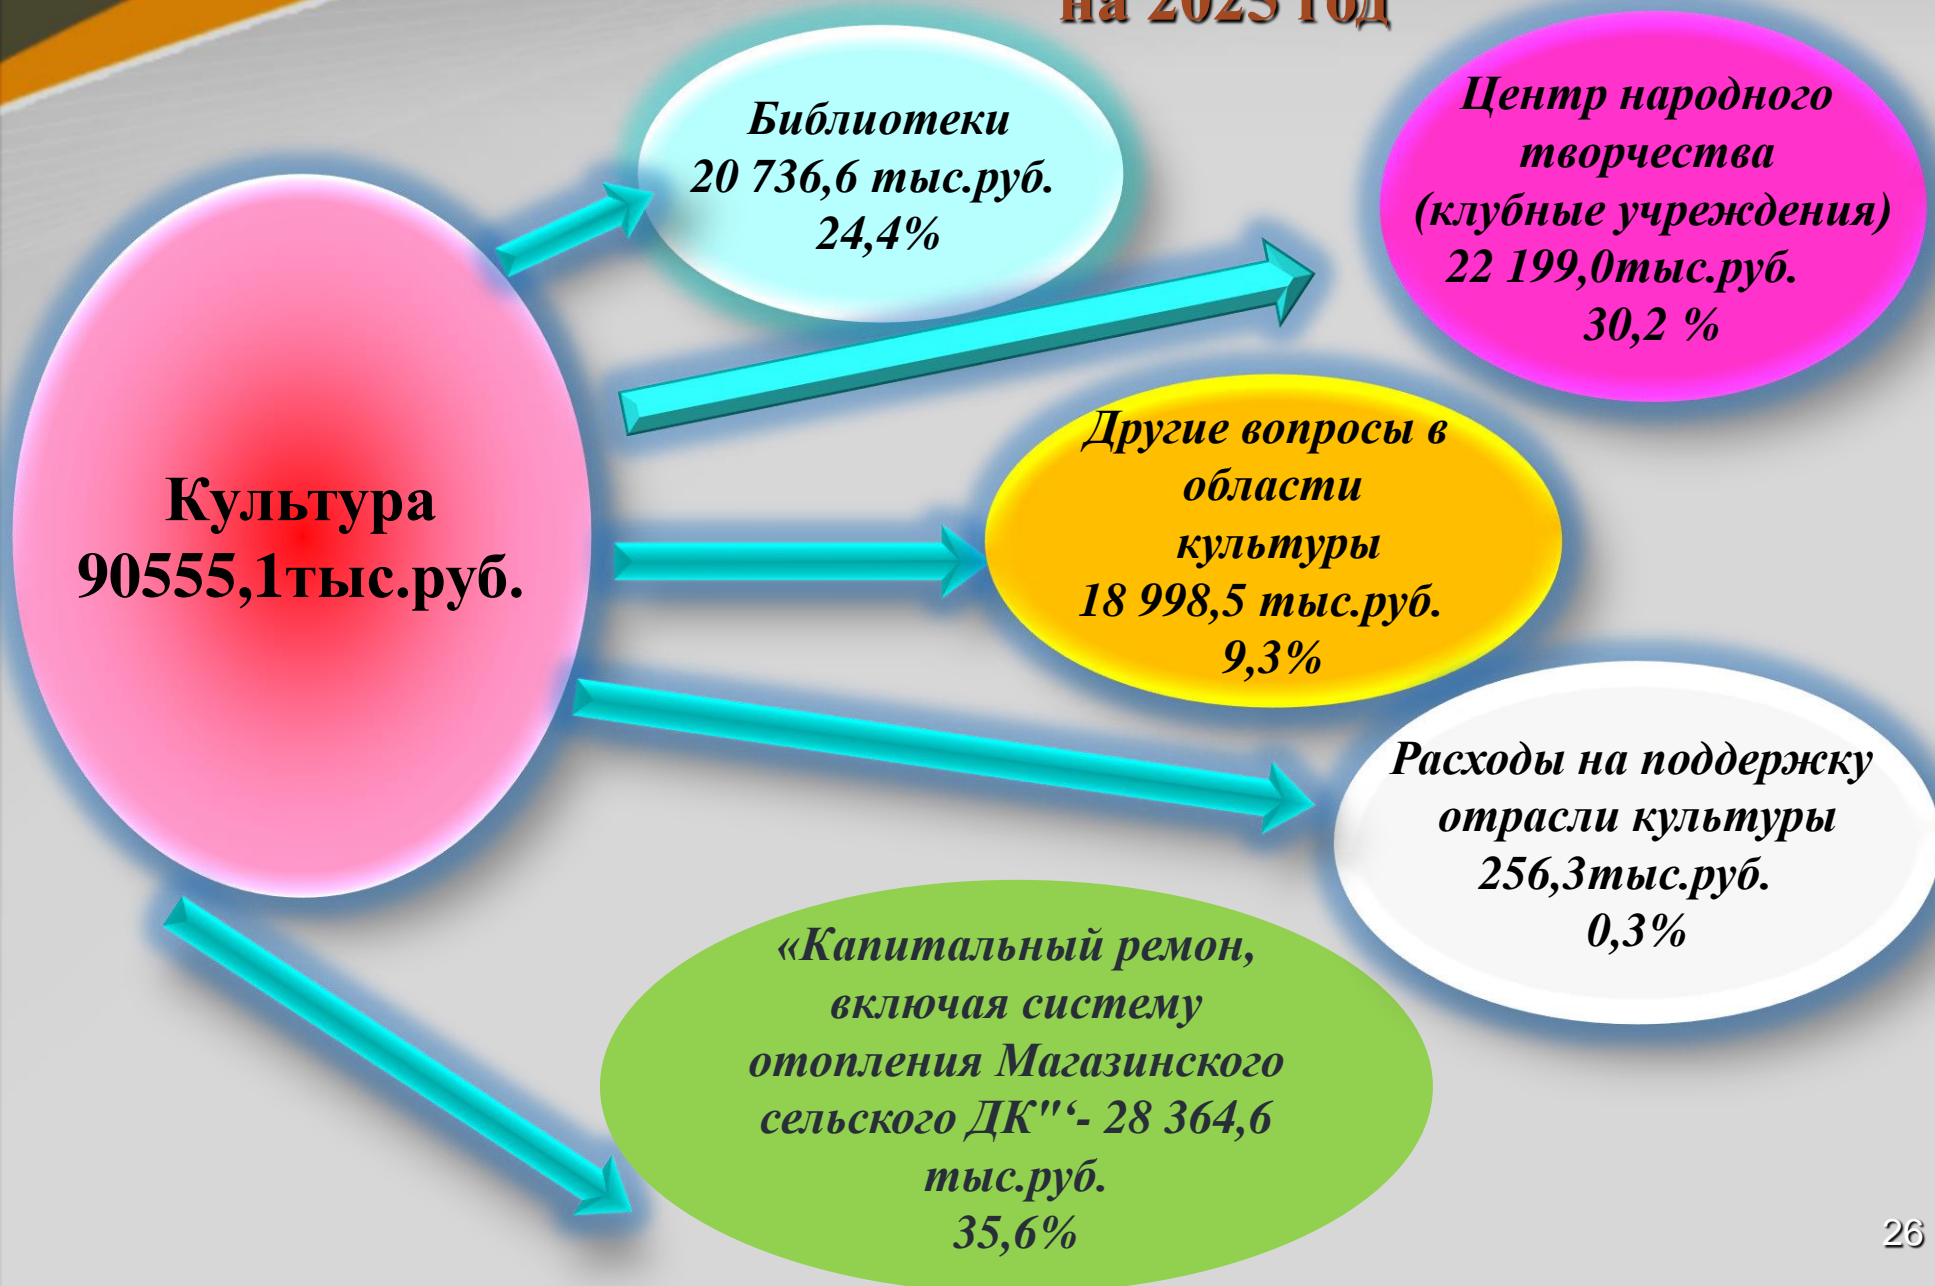 на 2025 год
Библиотеки
20 736,6 тыс.руб.
24,4%
Центр народного
творчества
(клубные учреждения)
22 199,0тыс.руб.
30,2 %
Культура
90555,1тыс.руб.
Другие вопросы в
области
культуры
18 998,5 тыс.руб.
9,3%
Расходы на поддержку
отрасли культуры
256,3тыс.руб.
0,3%
«Капитальный ремон,
включая систему
отопления Магазинского
сельского ДК"‘- 28 364,6
тыс.руб.
35,6%
26